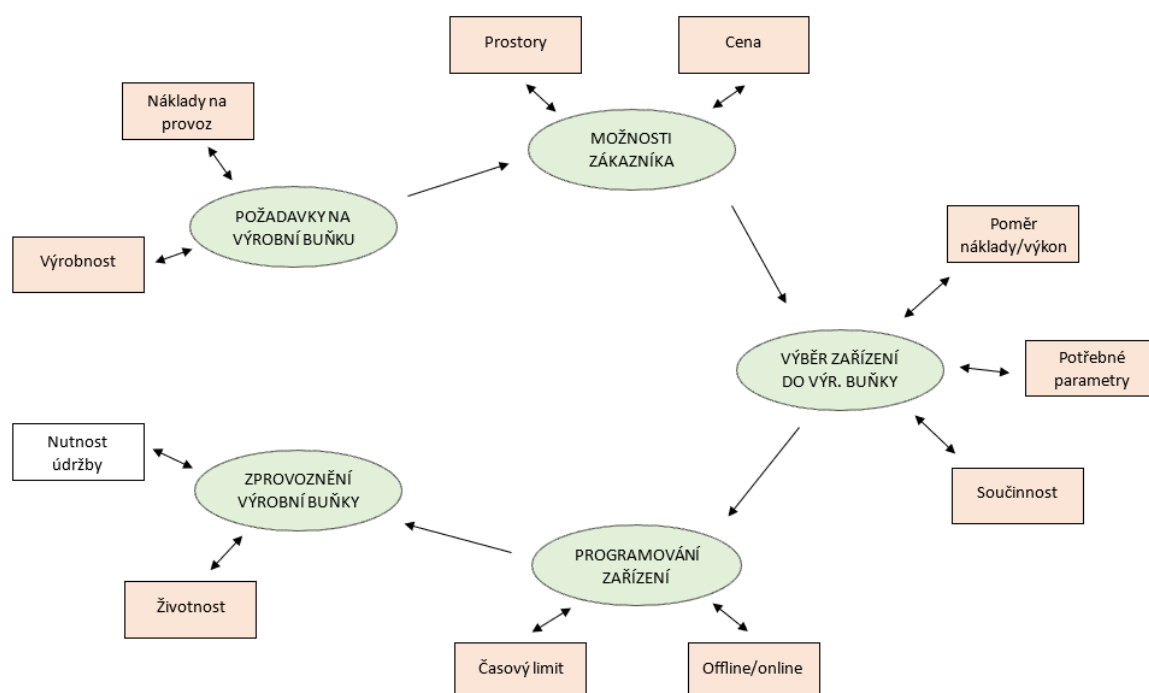 Prostory
Cena
Náklady na
provoz
MOŽNOSTI
ZÁKAZNÍKA
POŽADAVKY NA
VÝROBNÍ BUŇKU
Výrobnost
Poměr
náklady/výkon
VÝBĚR ZAŘÍZENÍ
DO VÝR. BUŇKY
Potřebné
parametry
Nutnost
údržby
ZPROVOZNĚNÍ
VÝROBNÍ BUŇKY
Součinnost
PROGRAMOVÁNÍ
ZAŘÍZENÍ
Životnost
Časový limit
Offline/online